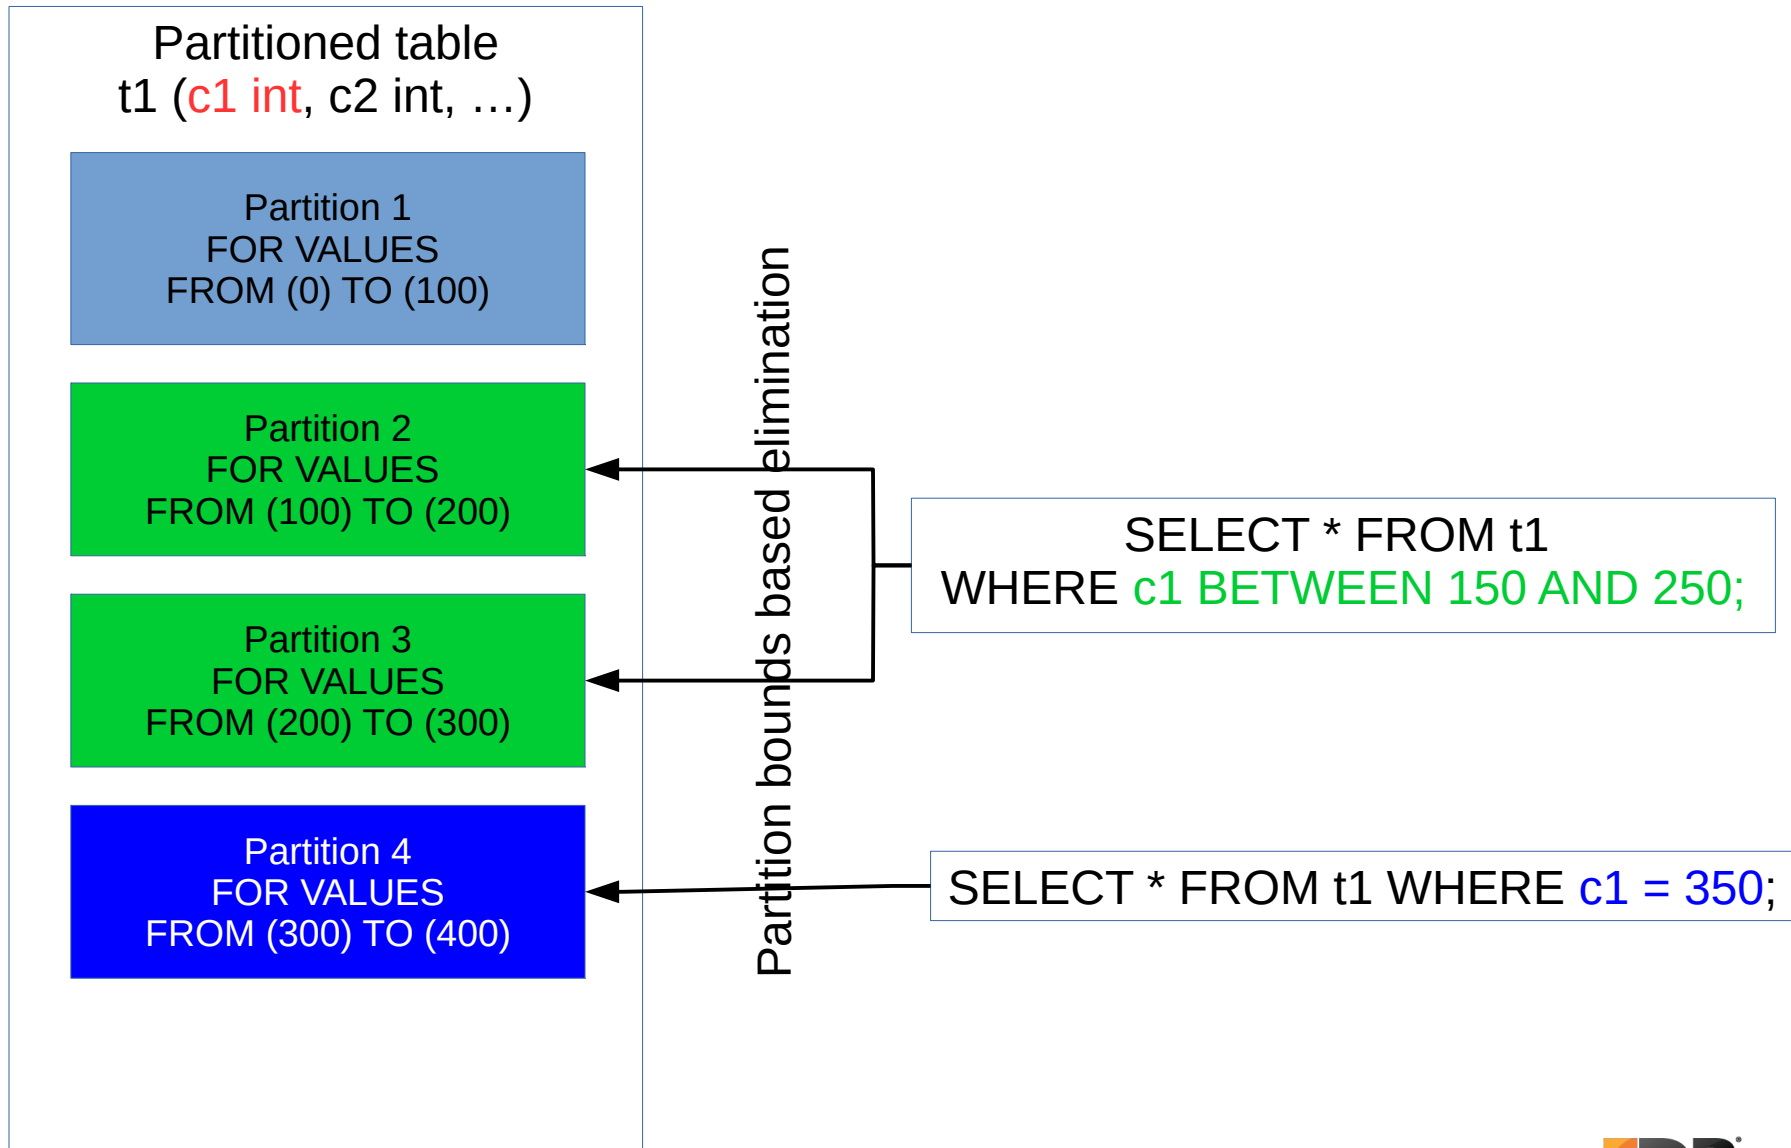 Partitioned table
t1 (c1 int, c2 int, …)
Partition 1
FOR VALUES
FROM (0) TO (100)
Partition 2
FOR VALUES
FROM (100) TO (200)
Partition 3
FOR VALUES
FROM (200) TO (300)
Partition 4
FOR VALUES
FROM (300) TO (400)
Partition bounds based elimination
SELECT * FROM t1
WHERE c1 BETWEEN 150 AND 250;
SELECT * FROM t1 WHERE c1 = 350;